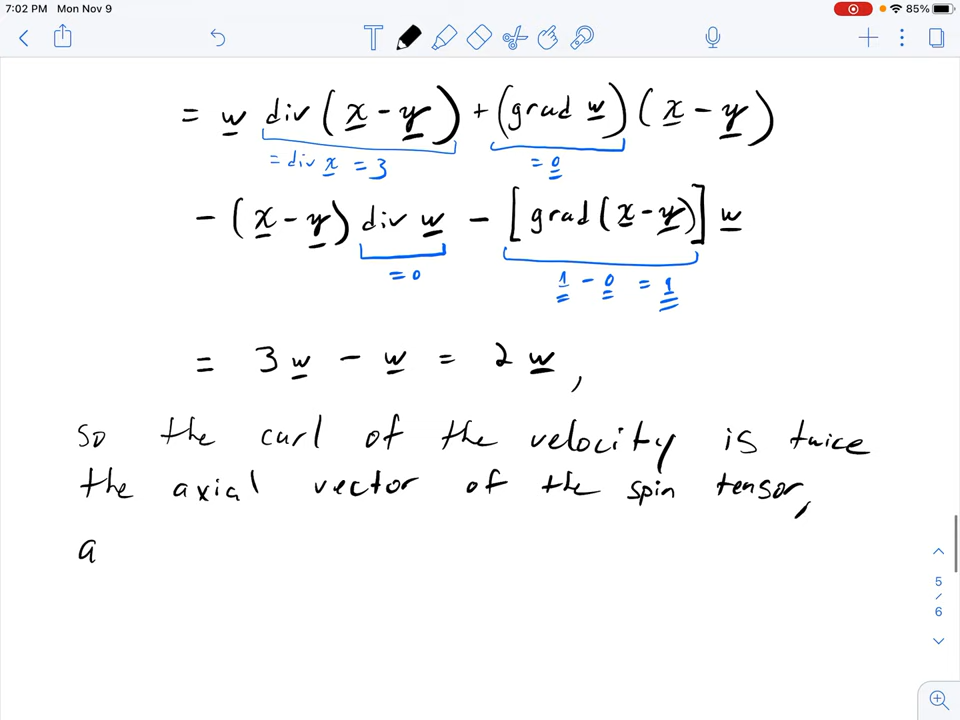 7:02 PM Mon Nov 9
85%
= w div (x - y) + (grad w) (x - y)
= div x = 3
= 0
- (x - y) div w - [grad (x - y)] w
= 0
1 - 0 = 1
= 3 w - w = 2 w ,
so the curl of the velocity is twice
the axial vector of the spin tensor,
a
5
/
6